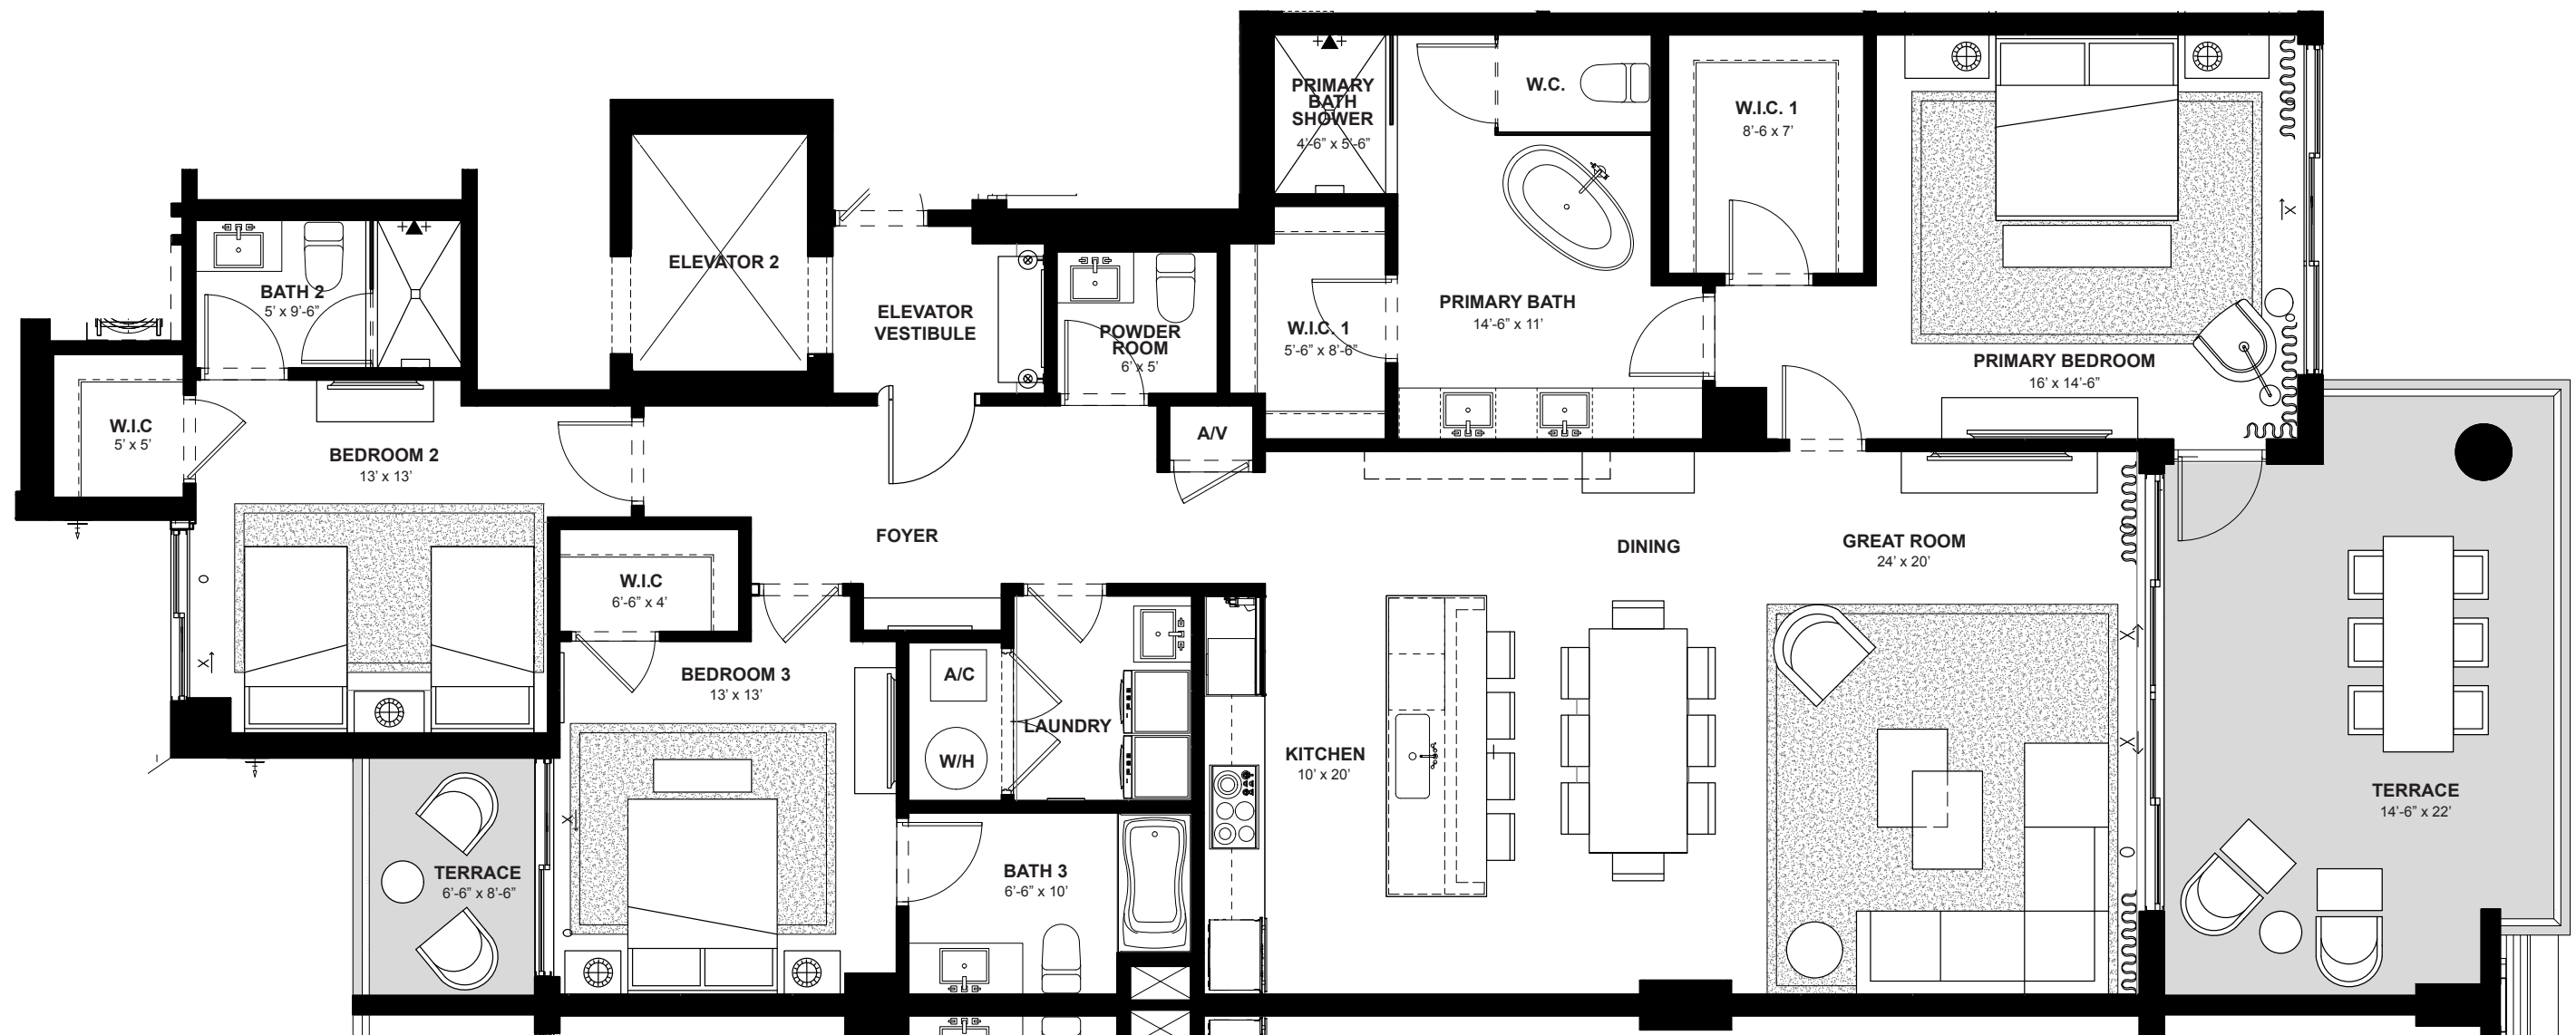 PRIMARY
BATH
SHOWER
4'-6” x 5'-6”
W.C.
W.I.C. 1
8’-6 x 7’
BATH 2
5’ x 9’-6”
ELEVATOR 2
ELEVATOR
VESTIBULE
POWDER
ROOM
6’ x 5’
W.I.C. 1
5’-6” x 8’-6”
PRIMARY BATH
14’-6” x 11’
PRIMARY BEDROOM
16’ x 14’-6”
X
W.I.C
5’ x 5’
BEDROOM 2
13’ x 13’
A/V
FOYER
DINING
GREAT ROOM
24’ x 20’
W.I.C
6’-6” x 4’
O
X
BEDROOM 3
13’ x 13’
A/C
LAUNDRY
W/H
KITCHEN
10’ x 20’
X
X
O
TERRACE
14’-6” x 22’
X
O
TERRACE
6’-6” x 8’-6”
BATH 3
6’-6” x 10’